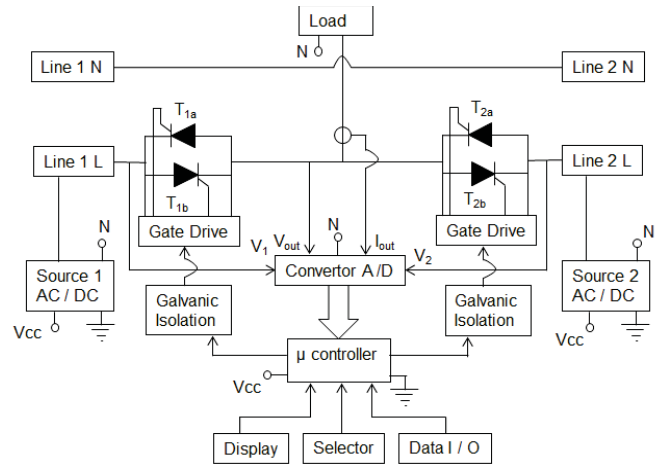 Load
N
Line 1 N
Line 2 N
T1a
T2a
Line 1 L
Line 2 L
T1b
T2b
N
Gate Drive
V1
Vout
N
Iout
V2
Gate Drive
N
Source 1
AC / DC
Convertor A/D
Source 2
AC / DC
Galvanic
Isolation
Galvanic
Isolation
Vcc
Vcc
µ controller
Vcc
Display
Selector
Data I / O